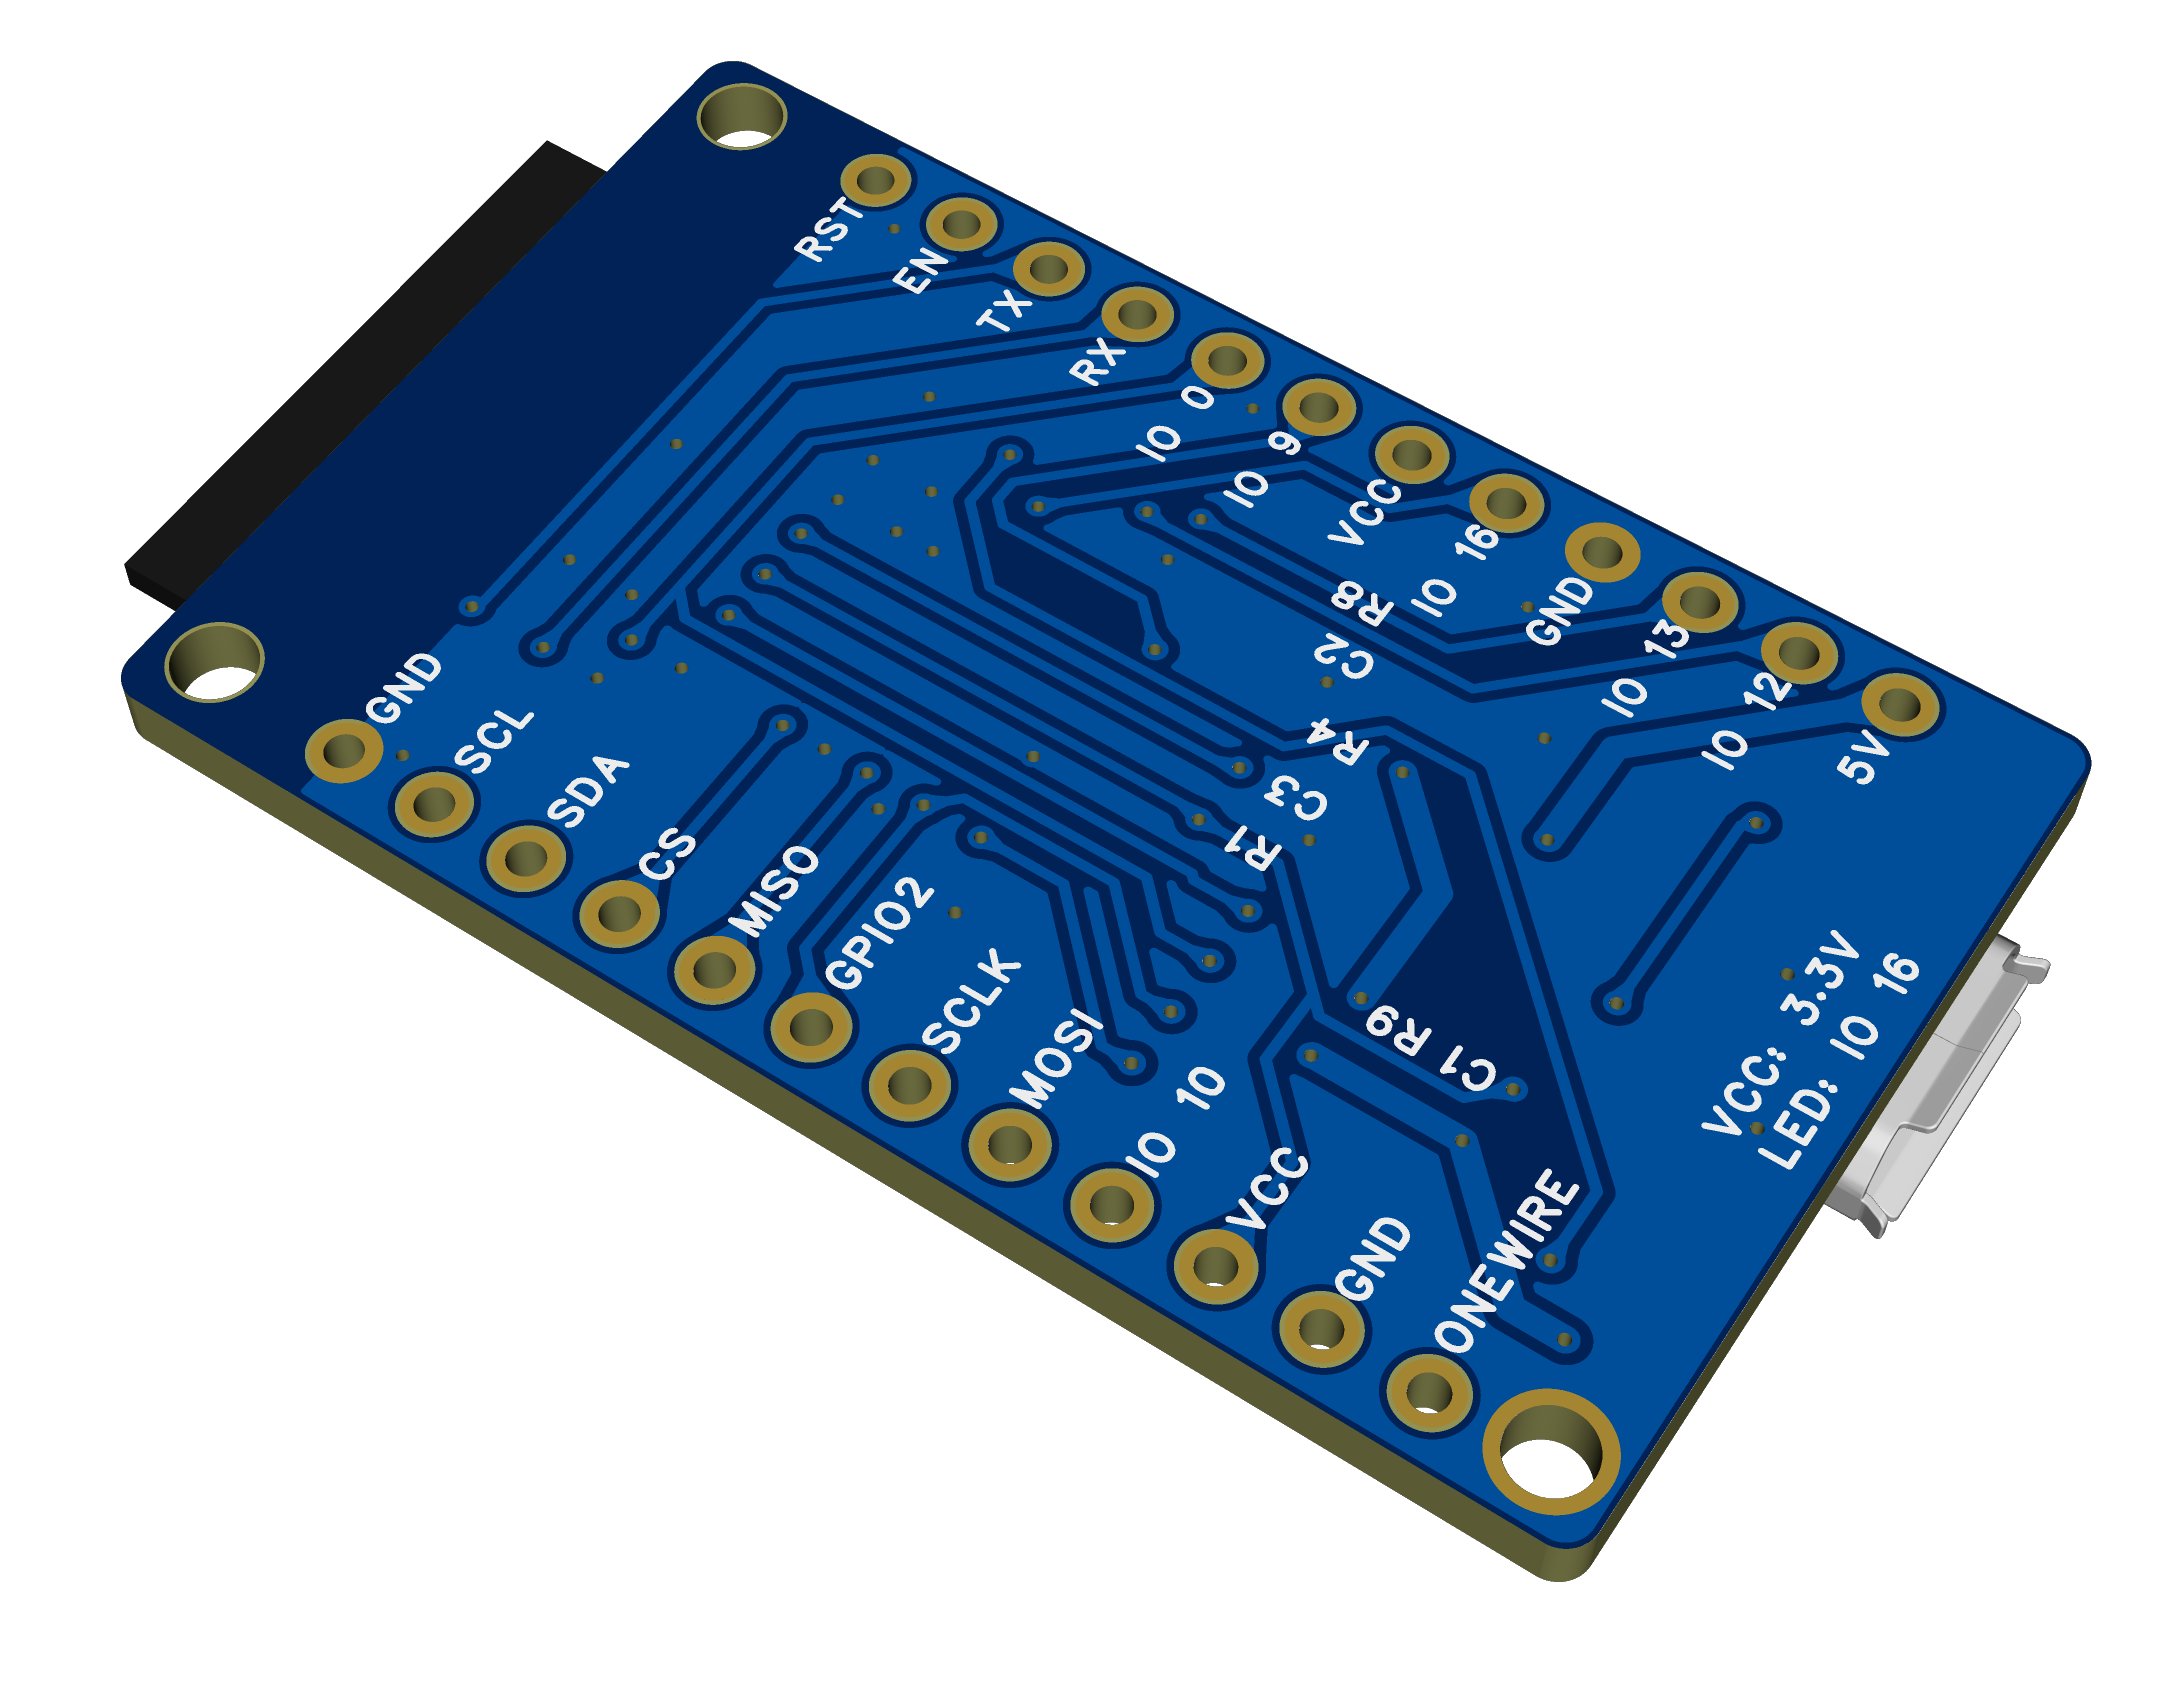 RST
EN
TX
RX
IO 0
IO 9
VCC
IO 16
GND
IO 13
IO 12
5V
R8
C2
R4
C3
R1
R9
C1
GND
SCL
SDA
CS
MISO
GPIO2
SCLK
MOSI
IO 10
VCC
GND
ONEWIRE
VCC: 3.3V
LED: IO 16